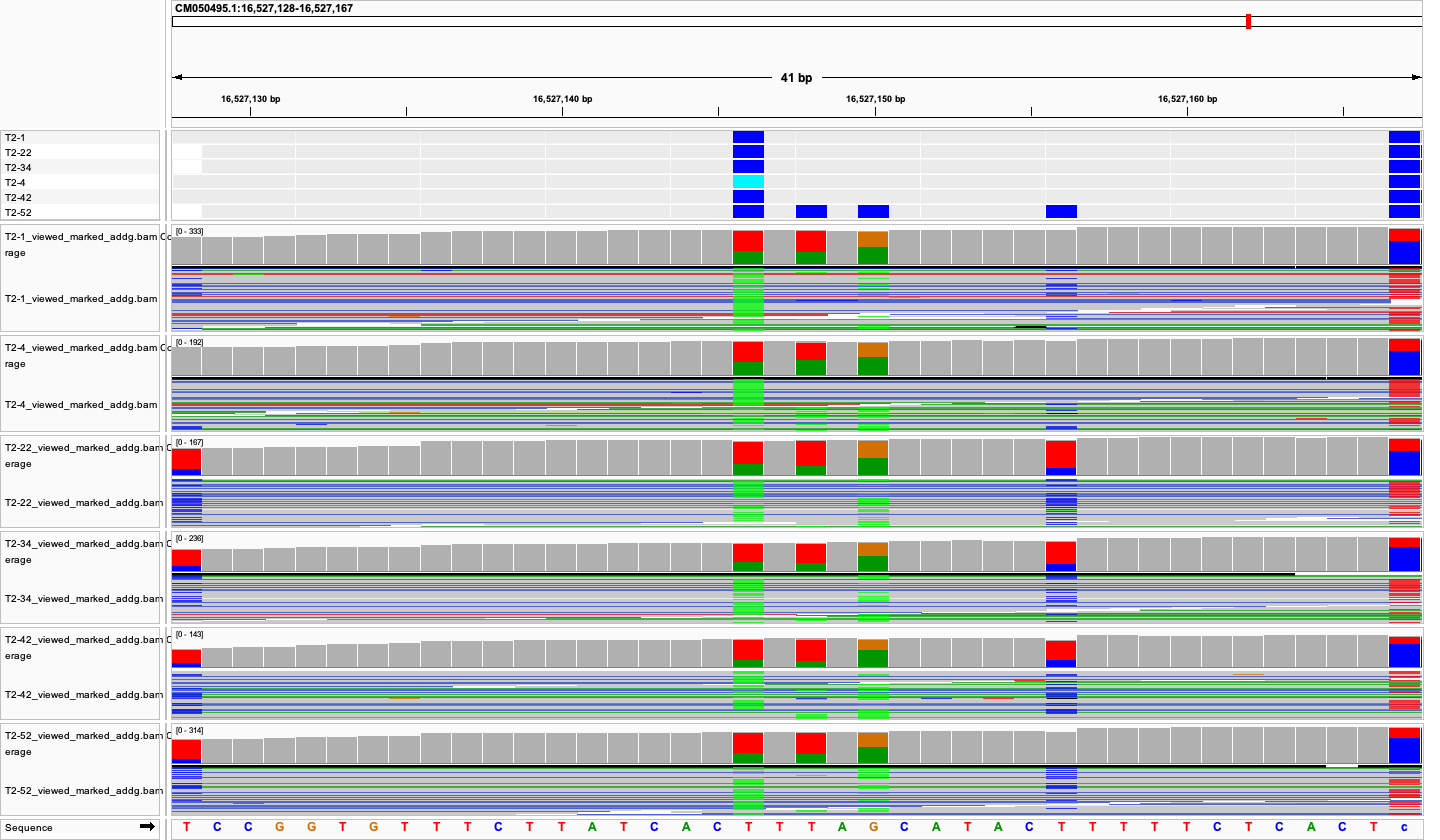 CM050495.1:16,527,128-16,527,167
41 bp
16,527,130 bp 16,527,140 bp 16,527,150 bp 16,527,160 bp
T2-1
T2-22
T2-34
T2-4
T2-42
T2-52
T2-1_viewed_marked_addg.bam Co
rage
[0 - 333]
T2-1_viewed_marked_addg.bam
T2-4_viewed_marked_addg.bam Co
rage
[0 - 192]
T2-4_viewed_marked_addg.bam
T2-22_viewed_marked_addg.bam C
erage
[0 - 167]
T2-22_viewed_marked_addg.bam
T2-34_viewed_marked_addg.bam C
erage
[0 - 236]
T2-34_viewed_marked_addg.bam
T2-42_viewed_marked_addg.bam C
erage
[0 - 143]
T2-42_viewed_marked_addg.bam
T2-52_viewed_marked_addg.bam C
erage
[0 - 314]
T2-52_viewed_marked_addg.bam
Sequence T C C G G T G T T T C T T A T C A C T T T A G C A T A C T T T T C T C A C T c